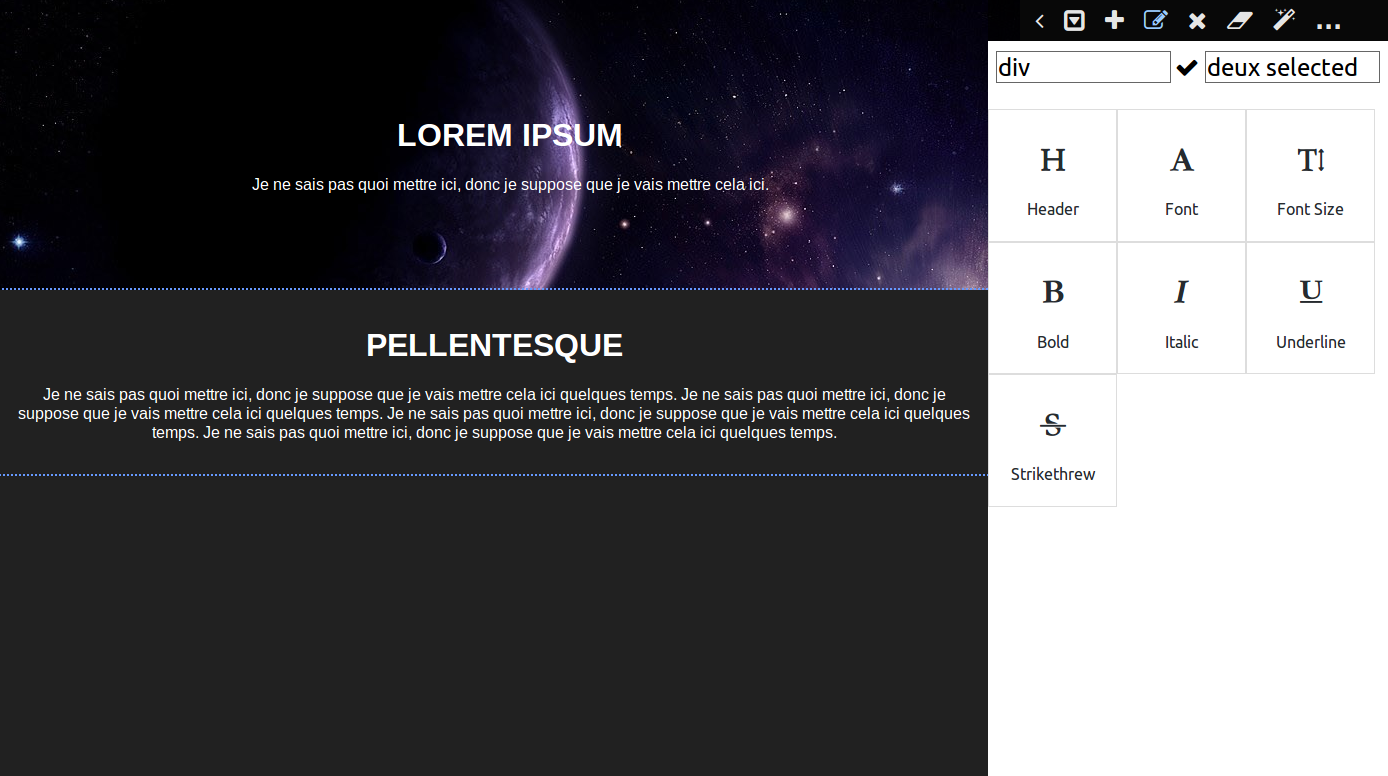 LOREM IPSUM
Je ne sais pas quoi mettre ici, donc je suppose que je vais mettre cela ici.
PELLENTESQUE
Je ne sais pas quoi mettre ici, donc je suppose que je vais mettre cela ici quelques temps. Je ne sais pas quoi mettre ici, donc je
suppose que je vais mettre cela ici quelques temps. Je ne sais pas quoi mettre ici, donc je suppose que je vais mettre cela ici quelques
temps. Je ne sais pas quoi mettre ici, donc je suppose que je vais mettre cela ici quelques temps.
div
deux selected
H A T
Header Font Font Size
B I U
Bold Italic Underline
S
Strikethrew